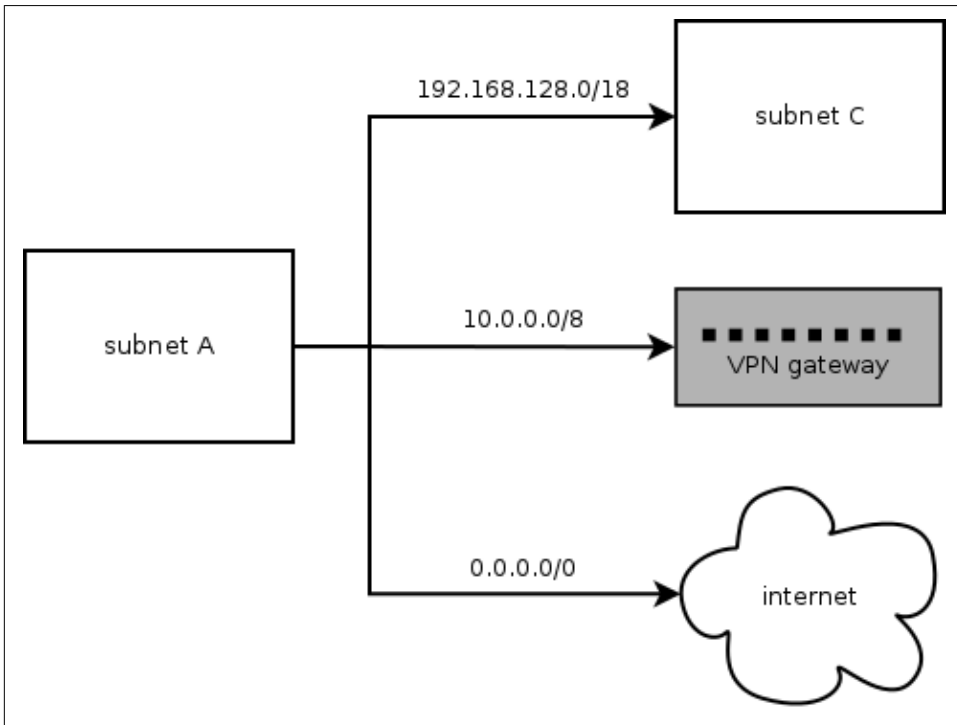 192.168.128.0/18
subnet C
subnet A
10.0.0.0/8
VPN gateway
0.0.0.0/0
internet